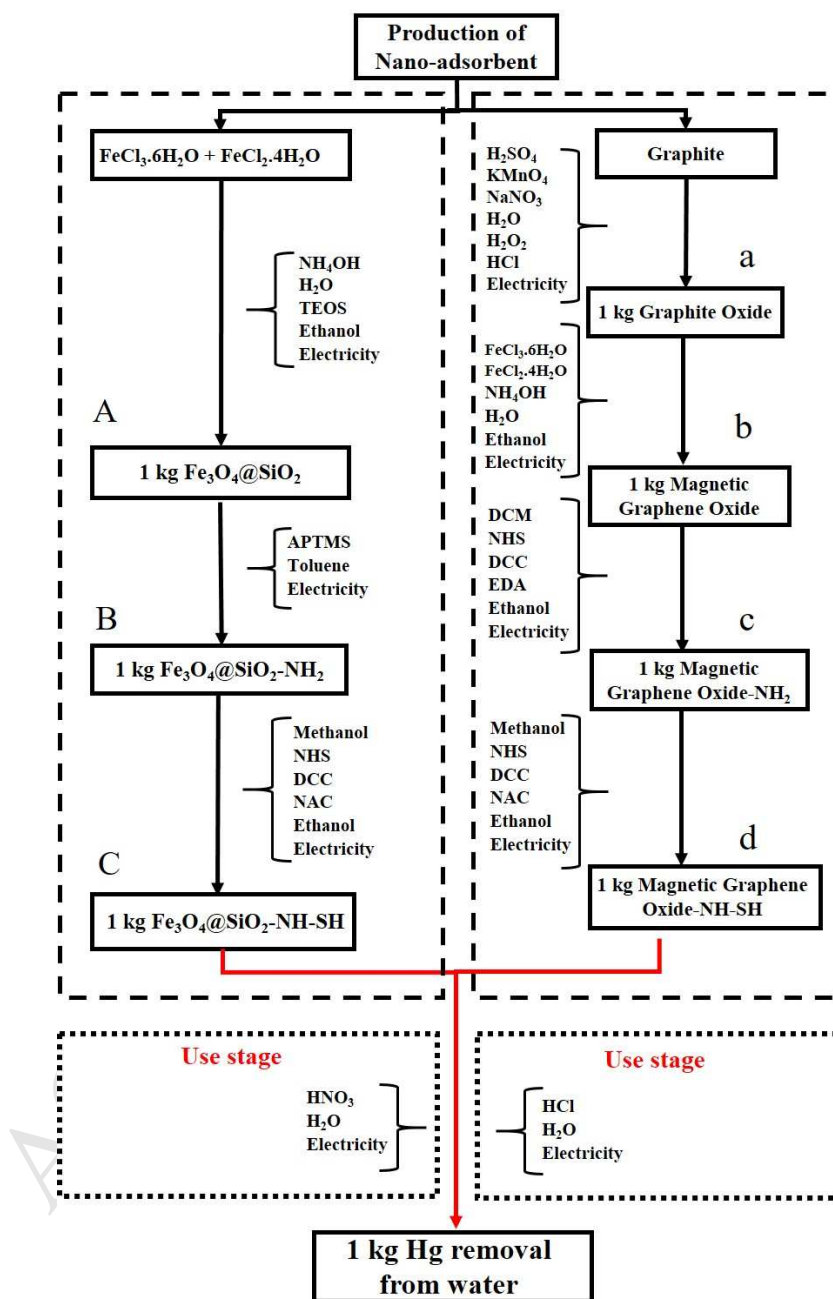 Production of
Nano-adsorbent
FeCl₃.6H₂O + FeCl₂.4H₂O
NH₄OH
H₂O
TEOS
Ethanol
Electricity
A
1 kg Fe₃O₄@SiO₂
APTMS
Toluene
Electricity
B
1 kg Fe₃O₄@SiO₂-NH₂
Methanol
NHS
DCC
NAC
Ethanol
Electricity
C
1 kg Fe₃O₄@SiO₂-NH-SH
Graphite
H₂SO₄
KMnO₄
NaNO₃
H₂O
H₂O₂
HCl
Electricity
a
1 kg Graphite Oxide
FeCl₃.6H₂O
FeCl₂.4H₂O
NH₄OH
H₂O
Ethanol
Electricity
b
1 kg Magnetic
Graphene Oxide
DCM
NHS
DCC
EDA
Ethanol
Electricity
c
1 kg Magnetic
Graphene Oxide-NH₂
Methanol
NHS
DCC
NAC
Ethanol
Electricity
d
1 kg Magnetic Graphene
Oxide-NH-SH
Use stage
HNO₃
H₂O
Electricity
Use stage
HCl
H₂O
Electricity
1 kg Hg removal
from water